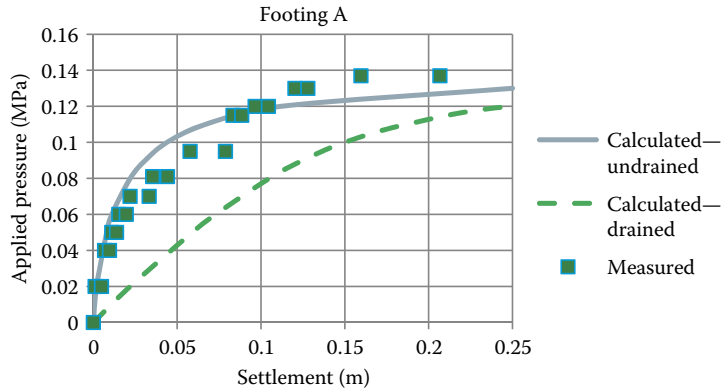 Footing A
0.16
0.14
0.12
0.1
0.08
0.06
0.04
0.02
0
Applied pressure (MPa)
0
0.05
0.1
0.15
0.2
0.25
Settlement (m)
Calculated—
undrained
Calculated—
drained
Measured